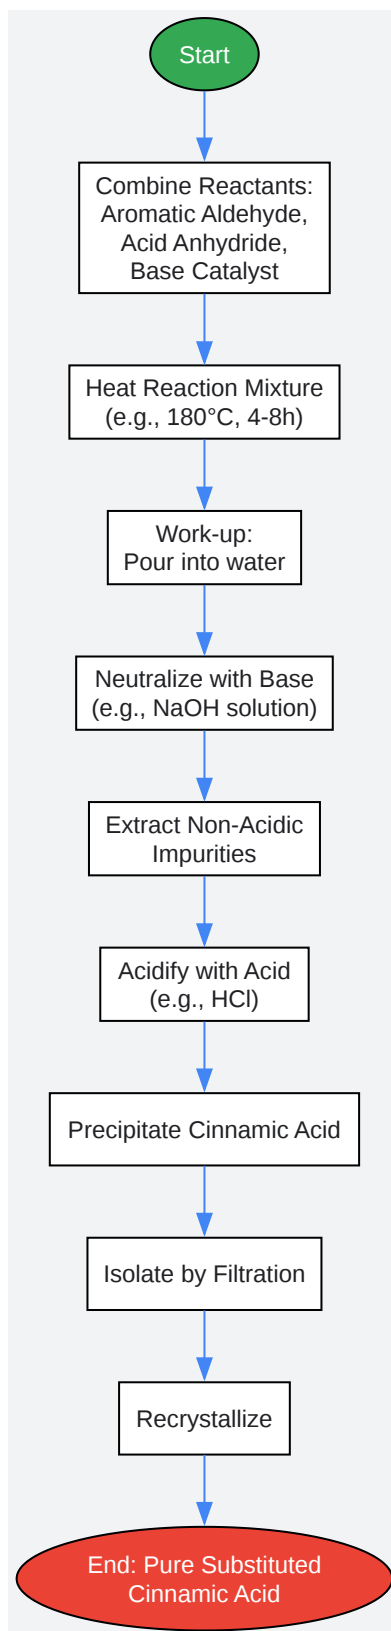 Start
Combine Reactants:
Aromatic Aldehyde,
Acid Anhydride,
Base Catalyst
Heat Reaction Mixture
(e.g., 180°C, 4-8h)
Work-up:
Pour into water
Neutralize with Base
(e.g., NaOH solution)
Extract Non-Acidic
Impurities
Acidify with Acid
(e.g., HCl)
Precipitate Cinnamic Acid
Isolate by Filtration
Recrystallize
End: Pure Substituted
Cinnamic Acid